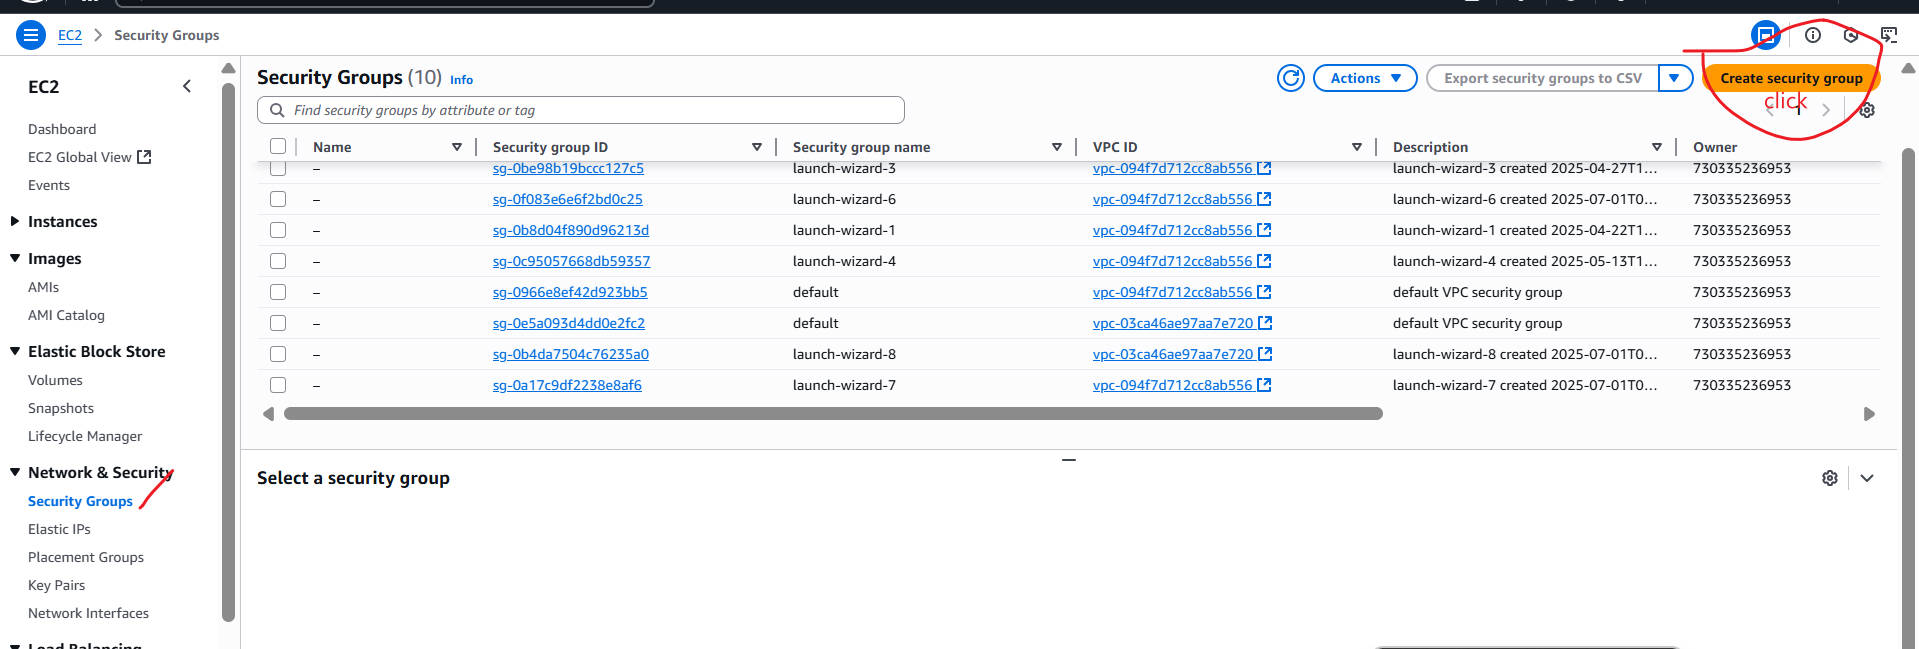 EC2 > Security Groups
EC2
Dashboard
EC2 Global View
Events
Instances
Images
AMIs
AMI Catalog
Elastic Block Store
Volumes
Snapshots
Lifecycle Manager
Network & Security
Security Groups
Elastic IPs
Placement Groups
Key Pairs
Network Interfaces
Load Balancing
Security Groups (10) Info
Actions
Export security groups to CSV
Create security group
Find security groups by attribute or tag
click
1
Name Security group ID Security group name VPC ID Description Owner
– sg-0be98b19bccc127c5 launch-wizard-3 vpc-094f7d712cc8ab556 launch-wizard-3 created 2025-04-27T1... 730335236953
– sg-0f083e6e6f2bd0c25 launch-wizard-6 vpc-094f7d712cc8ab556 launch-wizard-6 created 2025-07-01T0... 730335236953
– sg-0b8d04f890d96213d launch-wizard-1 vpc-094f7d712cc8ab556 launch-wizard-1 created 2025-04-22T1... 730335236953
– sg-0c95057668db59357 launch-wizard-4 vpc-094f7d712cc8ab556 launch-wizard-4 created 2025-05-13T1... 730335236953
– sg-0966e8ef42d923bb5 default vpc-094f7d712cc8ab556 default VPC security group 730335236953
– sg-0e5a093d4dd0e2fc2 default vpc-03ca46ae97aa7e720 default VPC security group 730335236953
– sg-0b4da7504c76235a0 launch-wizard-8 vpc-03ca46ae97aa7e720 launch-wizard-8 created 2025-07-01T0... 730335236953
– sg-0a17c9df2238e8af6 launch-wizard-7 vpc-094f7d712cc8ab556 launch-wizard-7 created 2025-07-01T0... 730335236953
Select a security group